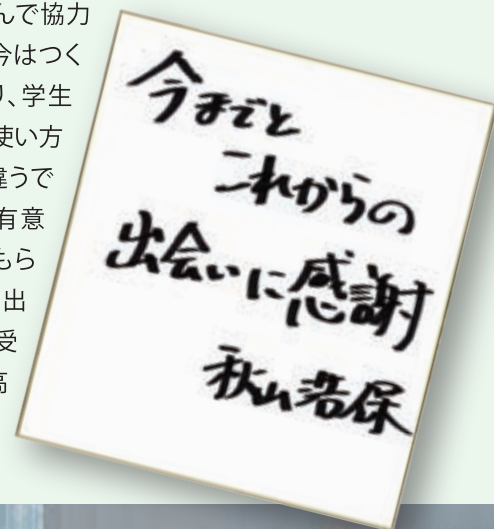 んで協力
今はつく
り、学生
使い方
違うで
有意
もら
出
受
高
今までと
これからの
出会いに感謝
秋山浩保